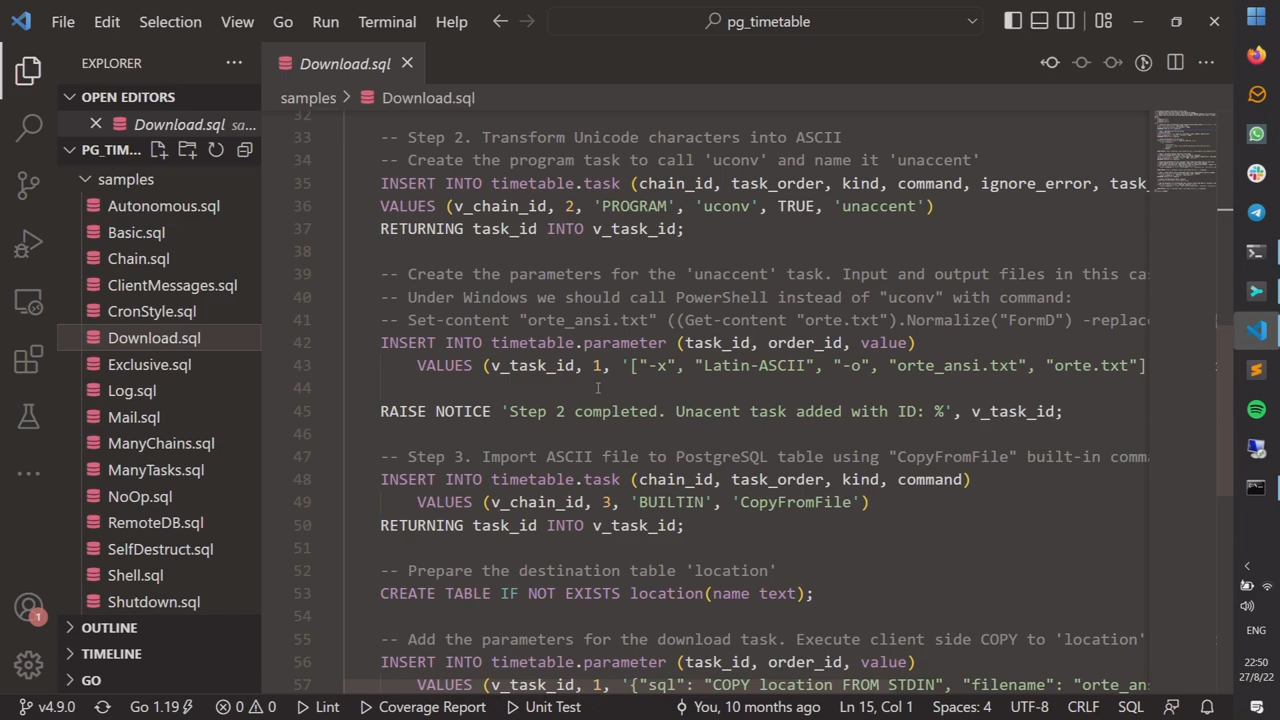 File Edit Selection View Go Run Terminal Help
pg_timetable
EXPLORER
Download.sql
OPEN EDITORS
Download.sql sa...
samples > Download.sql
PG_TIM...
samples
Autonomous.sql
Basic.sql
Chain.sql
ClientMessages.sql
CronStyle.sql
Download.sql
Exclusive.sql
Log.sql
Mail.sql
ManyChains.sql
ManyTasks.sql
NoOp.sql
RemoteDB.sql
SelfDestruct.sql
Shell.sql
Shutdown.sql
OUTLINE
TIMELINE
GO
32
33 -- Step 2. Transform Unicode characters into ASCII
34 -- Create the program task to call 'uconv' and name it 'unaccent'
35 INSERT INTO timetable.task (chain_id, task_order, kind, command, ignore_error, task
36 VALUES (v_chain_id, 2, 'PROGRAM', 'uconv', TRUE, 'unaccent')
37 RETURNING task_id INTO v_task_id;
38
39 -- Create the parameters for the 'unaccent' task. Input and output files in this cas
40 -- Under Windows we should call PowerShell instead of "uconv" with command:
41 -- Set-content "orte_ansi.txt" ((Get-content "orte.txt").Normalize("FormD") -replac
42 INSERT INTO timetable.parameter (task_id, order_id, value)
43 VALUES (v_task_id, 1, '["-x", "Latin-ASCII", "-o", "orte_ansi.txt", "orte.txt"]
44
45 RAISE NOTICE 'Step 2 completed. Unacent task added with ID: %', v_task_id;
46
47 -- Step 3. Import ASCII file to PostgreSQL table using "CopyFromFile" built-in comm
48 INSERT INTO timetable.task (chain_id, task_order, kind, command)
49 VALUES (v_chain_id, 3, 'BUILTIN', 'CopyFromFile')
50 RETURNING task_id INTO v_task_id;
51
52 -- Prepare the destination table 'location'
53 CREATE TABLE IF NOT EXISTS location(name text);
54
55 -- Add the parameters for the download task. Execute client side COPY to 'location'
56 INSERT INTO timetable.parameter (task_id, order_id, value)
57 VALUES (v_task_id, 1, '{"sql": "COPY location FROM STDIN", "filename": "orte_ans
1
ENG
22:50
27/8/22
v4.9.0 Go 1.19 0 0 Lint Coverage Report Unit Test You, 10 months ago Ln 15, Col 1 Spaces: 4 UTF-8 CRLF SQL